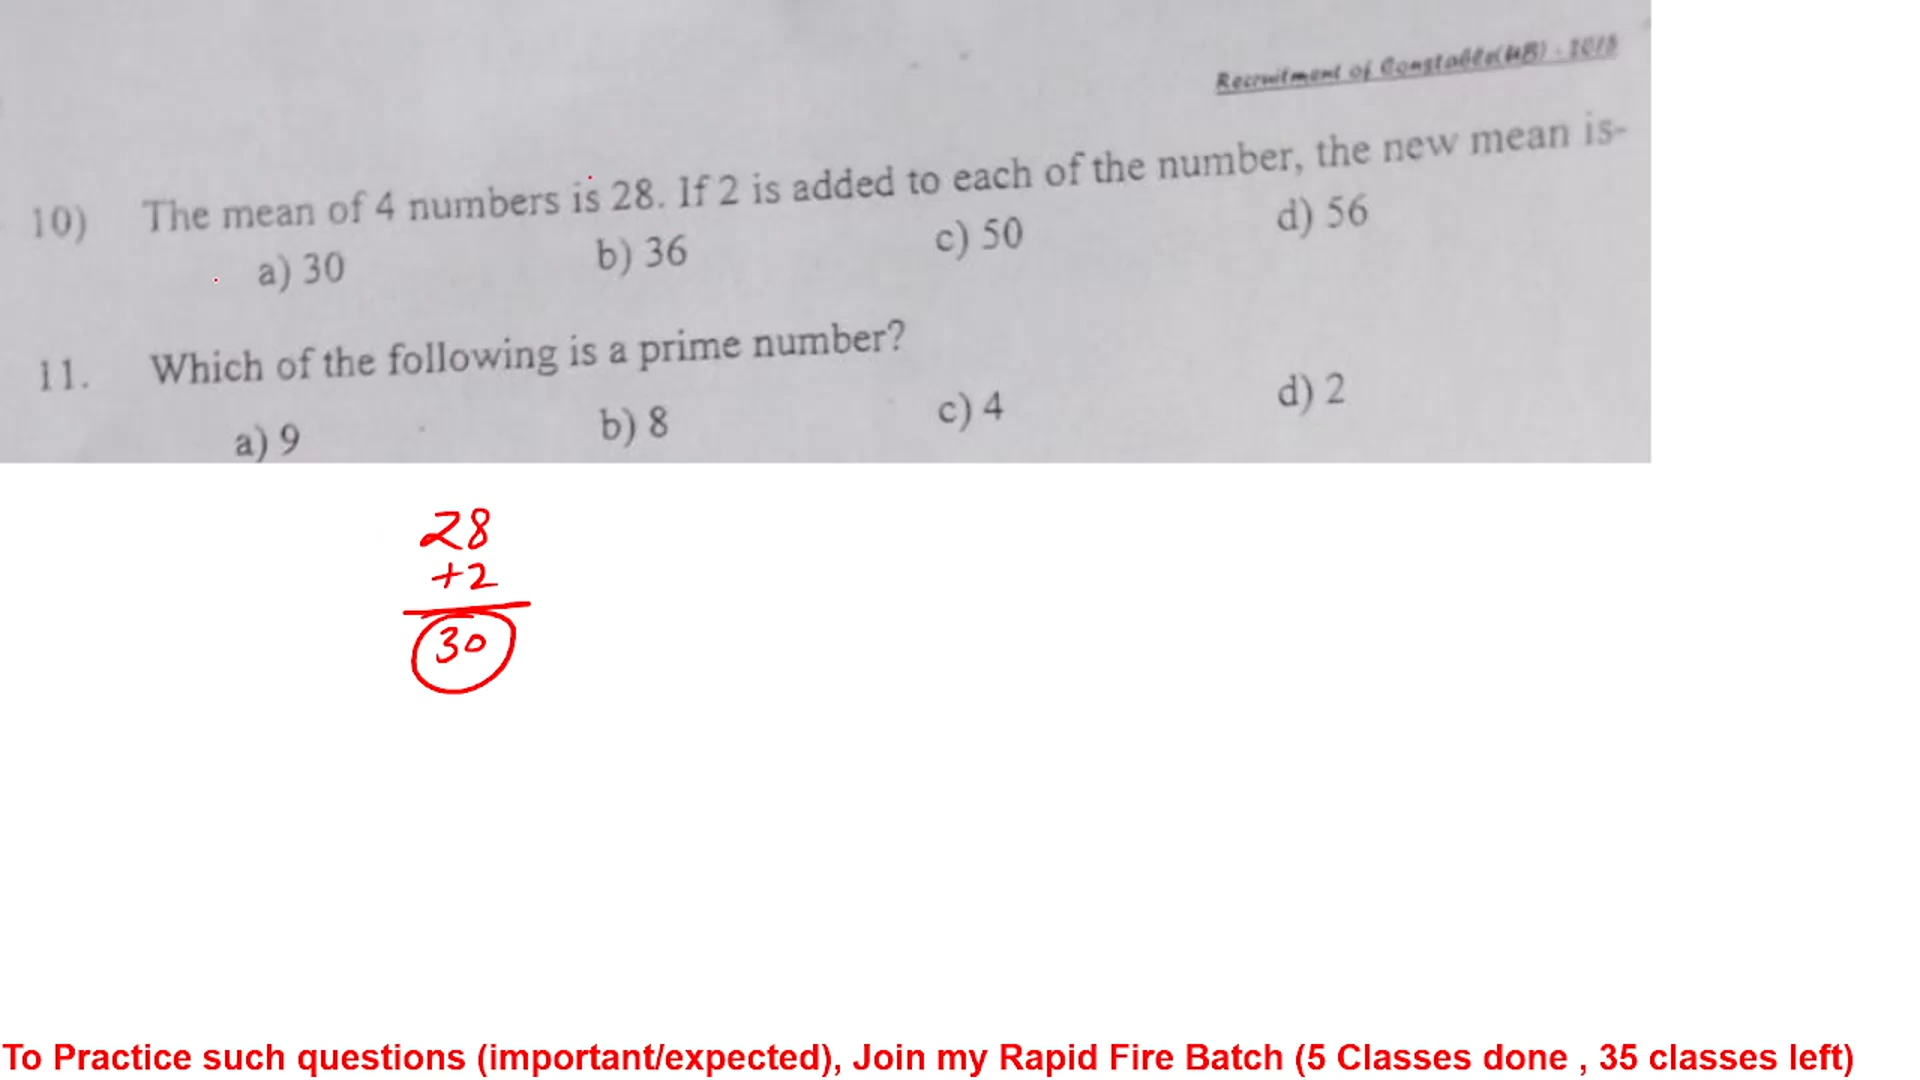 Recruitment of Constable(UB) - 2015
10) The mean of 4 numbers is 28. If 2 is added to each of the number, the new mean is-
a) 30 b) 36 c) 50 d) 56
11. Which of the following is a prime number?
a) 9 b) 8 c) 4 d) 2
28
+2
30
To Practice such questions (important/expected), Join my Rapid Fire Batch (5 Classes done , 35 classes left)